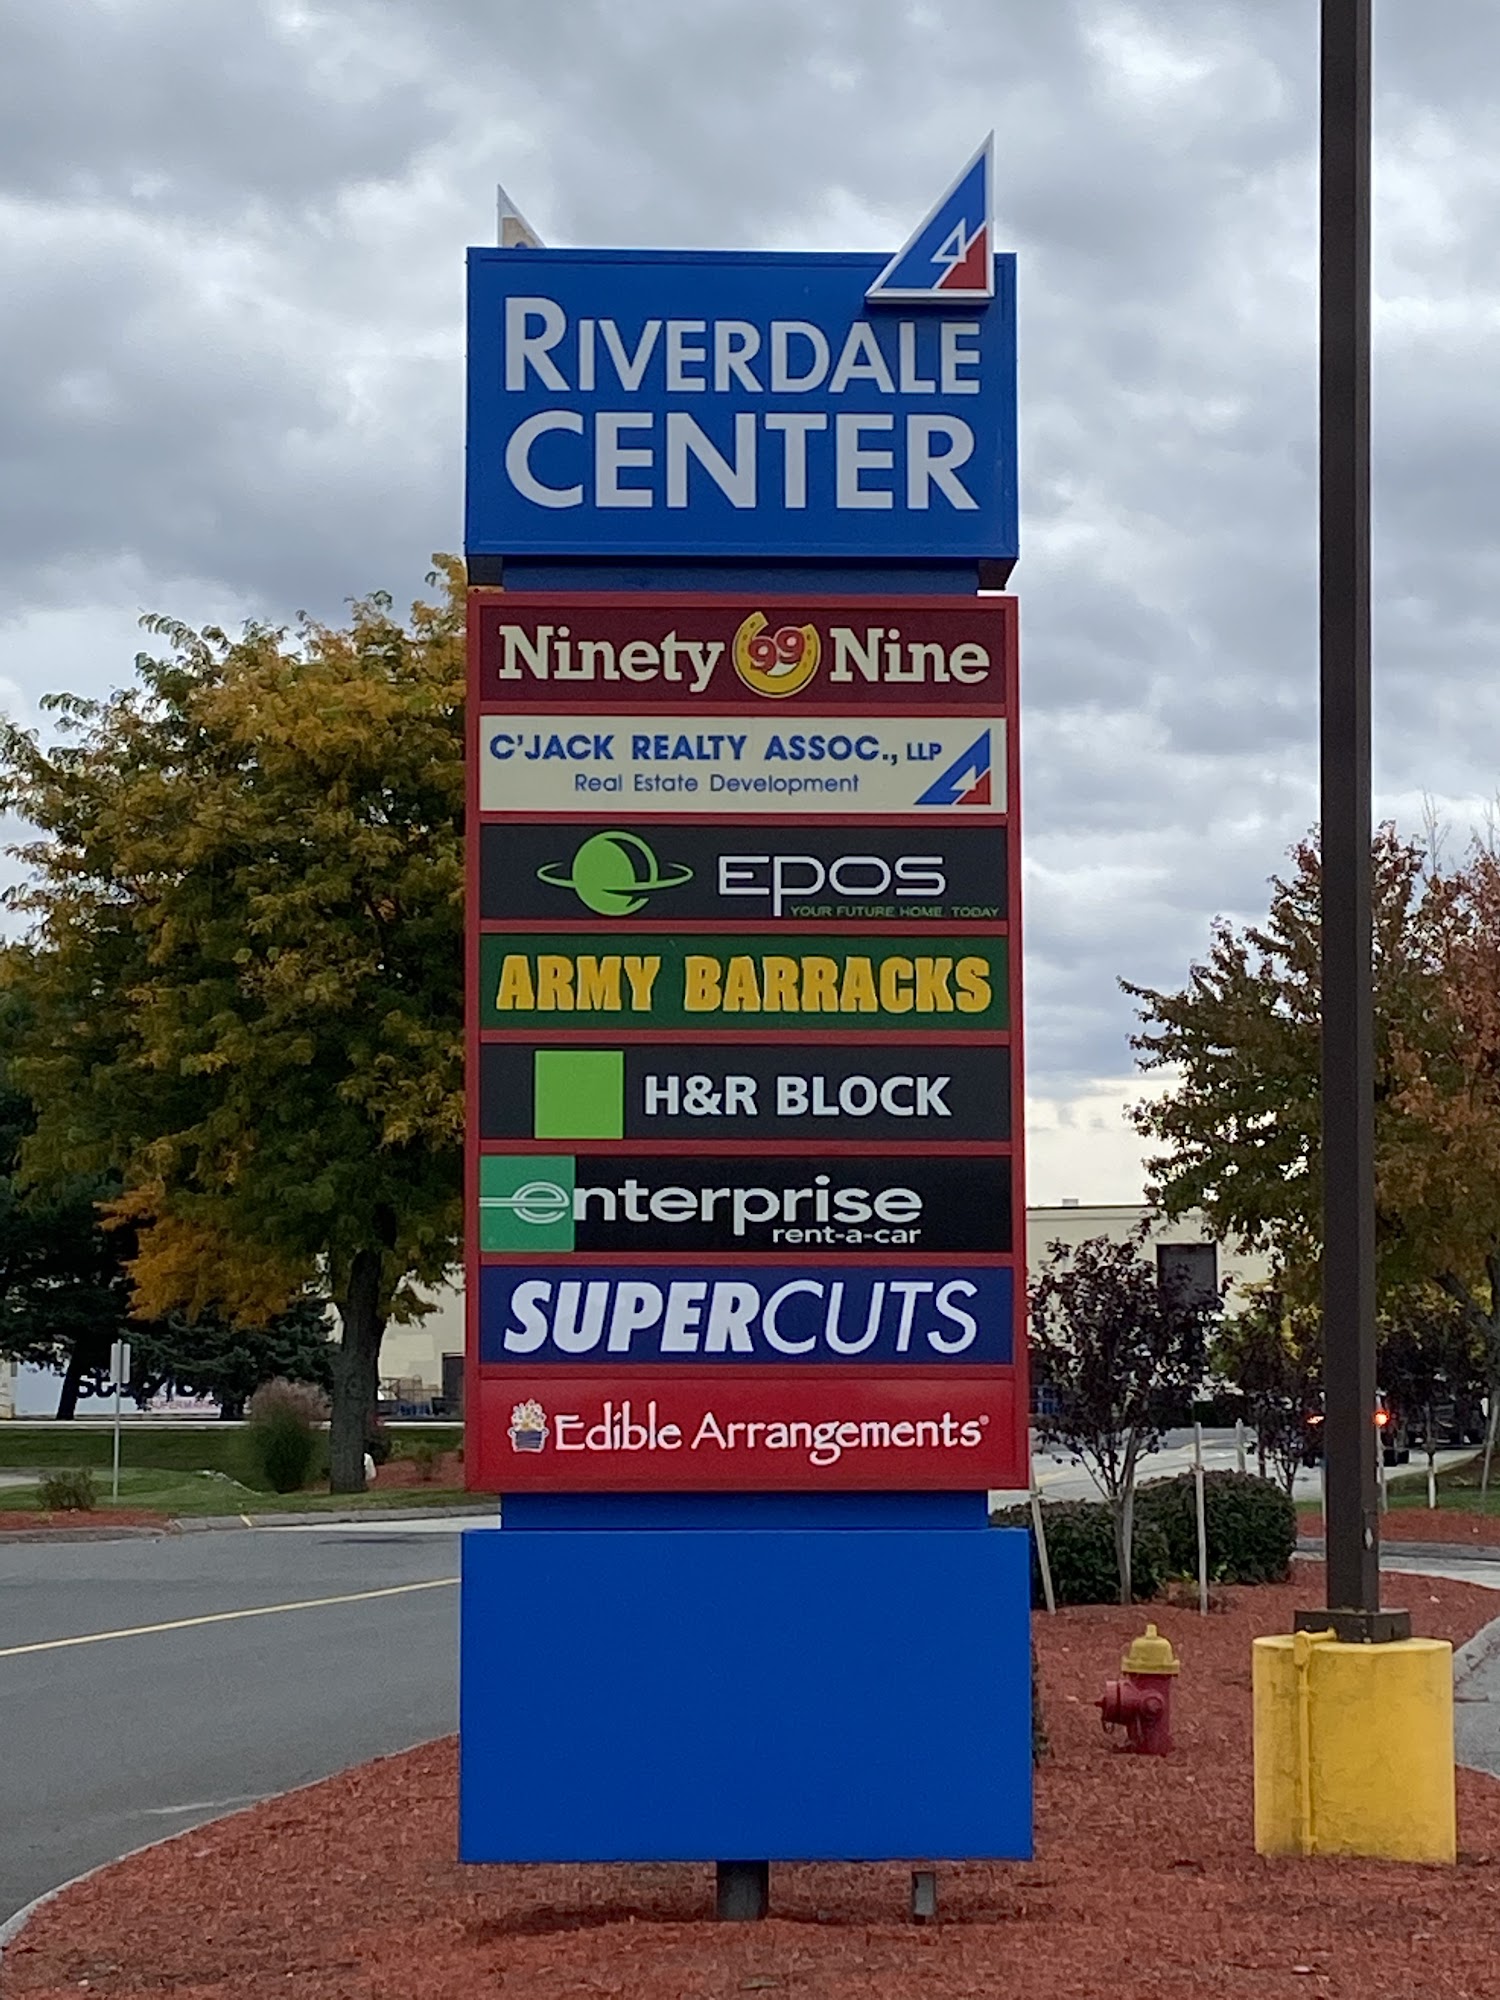 RIVERDALE
CENTER
Ninety 99 Nine
C'JACK REALTY ASSOC., LLP
Real Estate Development
EPOS
YOUR FUTURE HOME TODAY
ARMY BARRACKS
H&R BLOCK
enterprise
rent-a-car
SUPERCUTS
Edible Arrangements®